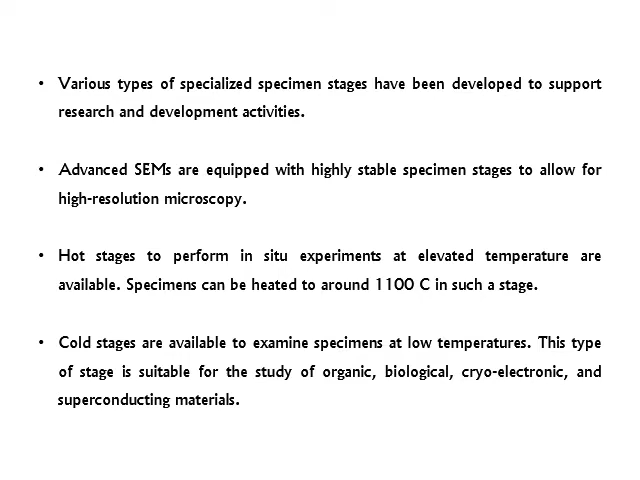 • Various types of specialized specimen stages have been developed to support
research and development activities.
• Advanced SEMs are equipped with highly stable specimen stages to allow for
high-resolution microscopy.
• Hot stages to perform in situ experiments at elevated temperature are
available. Specimens can be heated to around 1100 C in such a stage.
• Cold stages are available to examine specimens at low temperatures. This type
of stage is suitable for the study of organic, biological, cryo-electronic, and
superconducting materials.